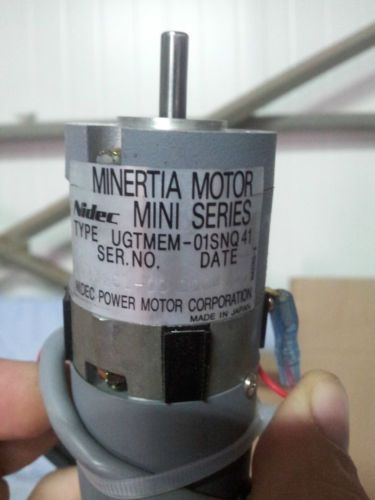 MINERTIA MOTOR
Nidec MINI SERIES
TYPE UGTMEM-01SNQ41
SER.NO. DATE
NIDEC POWER MOTOR CORPORATION
MADE IN JAPAN